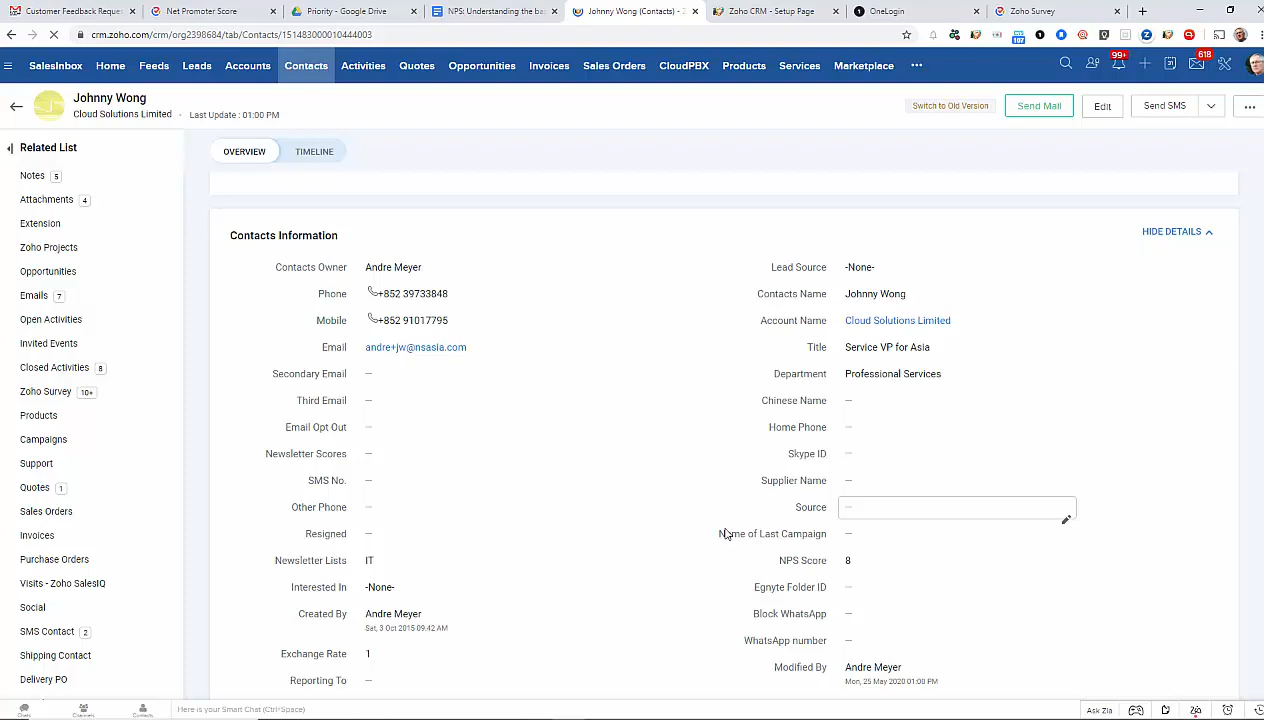 Customer Feedback Reques
Net Promoter Score
Priority - Google Drive
NPS: Understanding the ba
Johnny Wong (Contacts) - Z
Zoho CRM - Setup Page
OneLogin
Zoho Survey
crm.zoho.com/crm/org2398684/tab/Contacts/151483000010444003
SalesInbox Home Feeds Leads Accounts Contacts Activities Quotes Opportunities Invoices Sales Orders CloudPBX Products Services Marketplace
99+
618
Johnny Wong
Cloud Solutions Limited
Last Update : 01:00 PM
Switch to Old Version
Send Mail
Edit
Send SMS
Related List
Notes 5
Attachments 4
Extension
Zoho Projects
Opportunities
Emails 7
Open Activities
Invited Events
Closed Activities 8
Zoho Survey 10+
Products
Campaigns
Support
Quotes 1
Sales Orders
Invoices
Purchase Orders
Visits - Zoho SalesIQ
Social
SMS Contact 2
Shipping Contact
Delivery PO
OVERVIEW
TIMELINE
Contacts Information
HIDE DETAILS
Contacts Owner Andre Meyer
Phone +852 39733848
Mobile +852 91017795
Email andre+jw@nsasia.com
Secondary Email —
Third Email —
Email Opt Out —
Newsletter Scores —
SMS No. —
Other Phone —
Resigned —
Newsletter Lists IT
Interested In -None-
Created By Andre Meyer
Sat, 3 Oct 2015 09:42 AM
Exchange Rate 1
Reporting To —
Lead Source -None-
Contacts Name Johnny Wong
Account Name Cloud Solutions Limited
Title Service VP for Asia
Department Professional Services
Chinese Name —
Home Phone —
Skype ID —
Supplier Name —
Source —
Name of Last Campaign —
NPS Score 8
Egnyte Folder ID —
Block WhatsApp —
WhatsApp number —
Modified By Andre Meyer
Mon, 25 May 2020 01:00 PM
Chats
Channels
Contacts
Here is your Smart Chat (Ctrl+Space)
Ask Zia